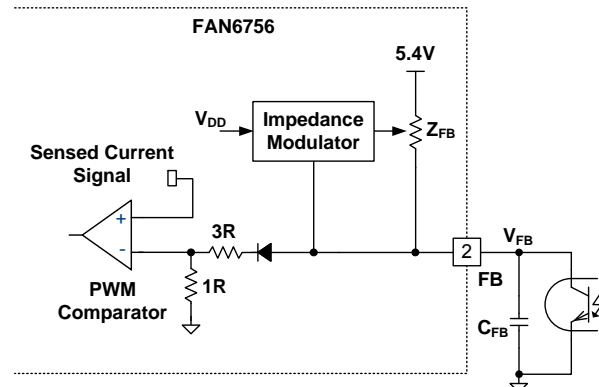 FAN6756
5.4V
VDD
Impedance
Modulator
ZFB
Sensed Current
Signal
+
-
3R
1R
PWM
Comparator
2
FB
VFB
CFB